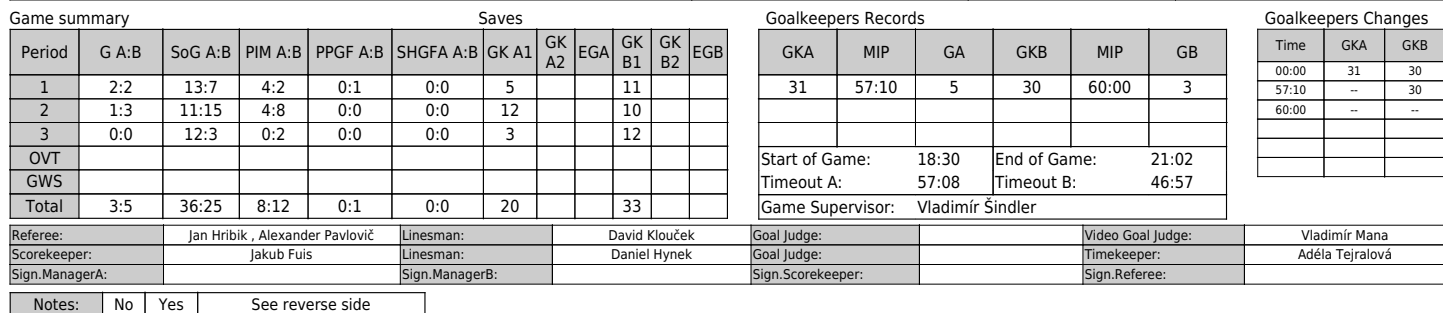 Game summary Saves Goalkeepers Records Goalkeepers Changes
Period G A:B SoG A:B PIM A:B PPGF A:B SHGFA A:B GK A1 GK A2 EGA GK B1 GK B2 EGB GKA MIP GA GKB MIP GB Time GKA GKB
1 2:2 13:7 4:2 0:1 0:0 5 11 31 57:10 5 30 60:00 3 00:00 31 30
2 1:3 11:15 4:8 0:0 0:0 12 10 57:10 -- 30
3 0:0 12:3 0:2 0:0 0:0 3 12 60:00 -- --
OVT Start of Game: 18:30 End of Game: 21:02
GWS Timeout A: 57:08 Timeout B: 46:57
Total 3:5 36:25 8:12 0:1 0:0 20 33 Game Supervisor: Vladimír Šindler
Referee: Jan Hribik , Alexander Pavlovič Linesman: David Klouček Goal Judge: Video Goal Judge: Vladimír Mana
Scorekeeper: Jakub Fuis Linesman: Daniel Hynek Goal Judge: Timekeeper: Adéla Tejralová
Sign.ManagerA: Sign.ManagerB: Sign.Scorekeeper: Sign.Referee:
Notes: No Yes See reverse side